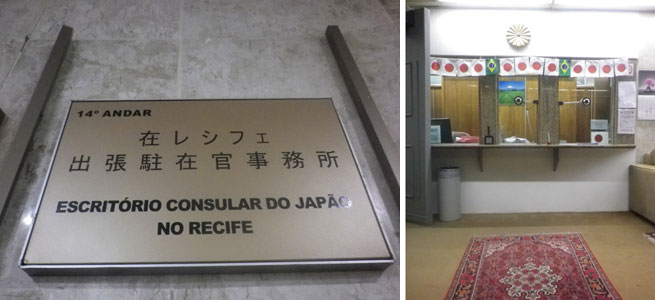 14º ANDAR
在レシフェ
出張駐在官事務所
ESCRITÓRIO CONSULAR DO JAPÃO
NO RECIFE